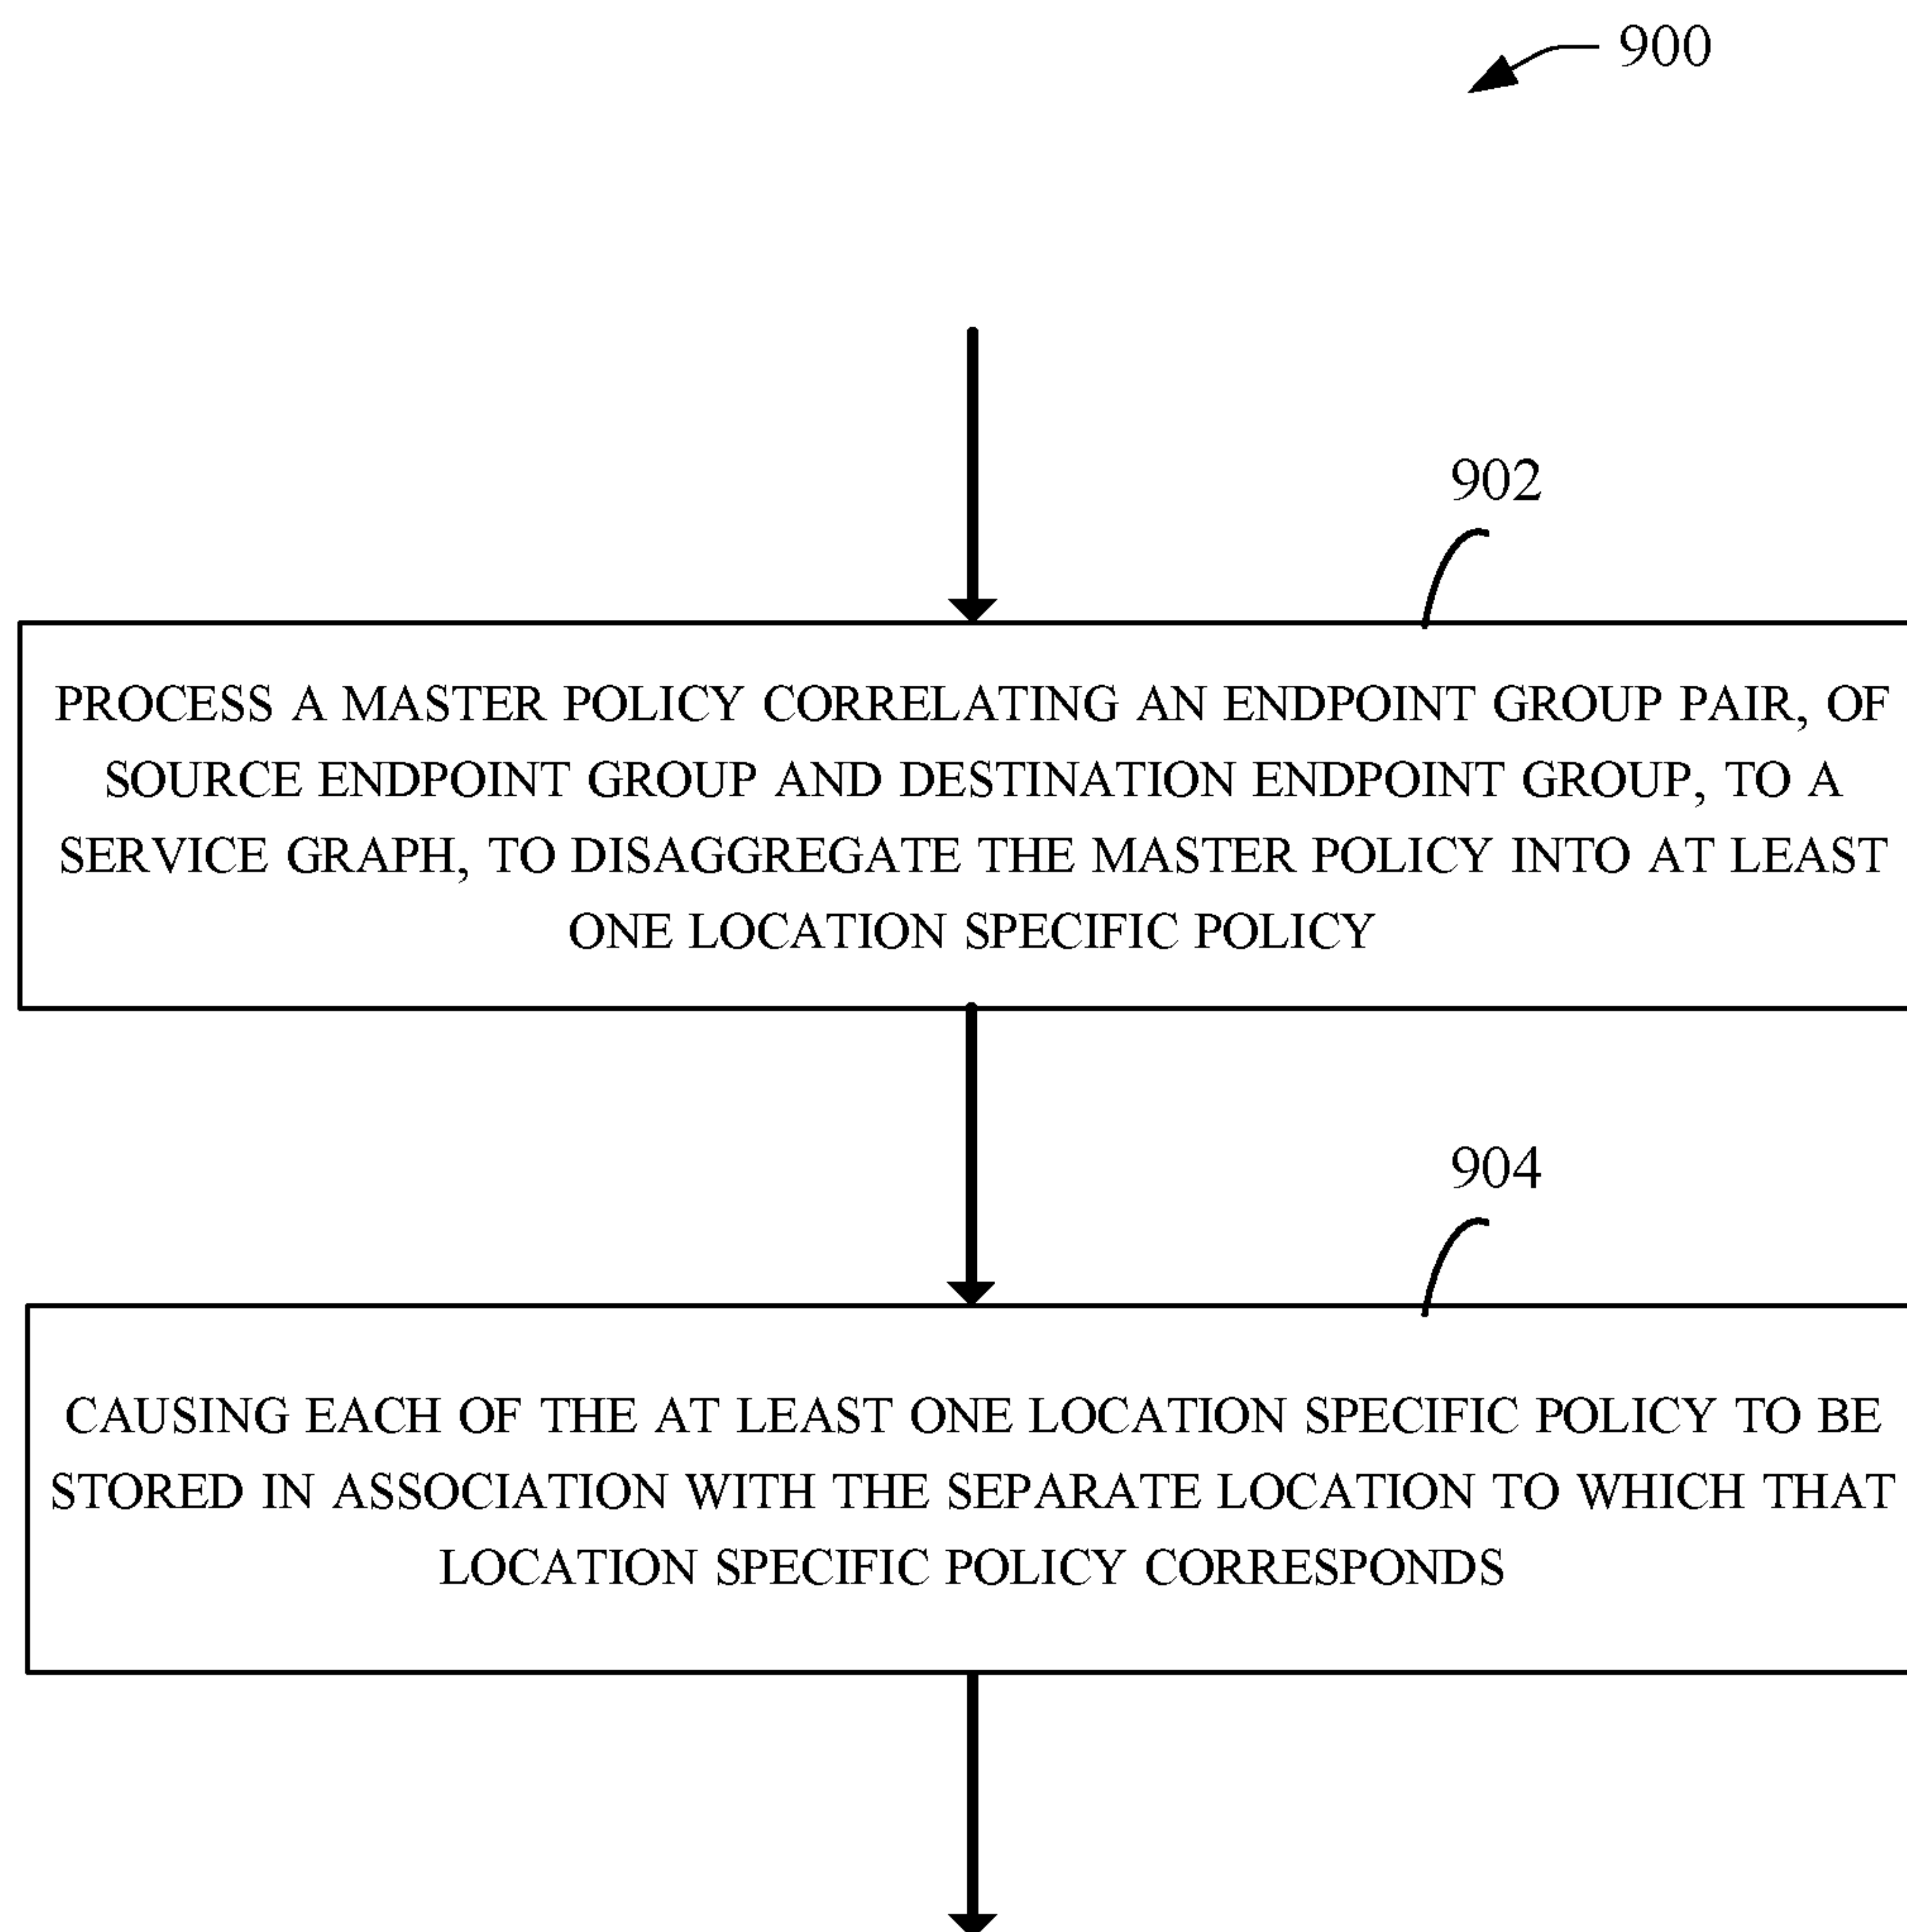 900
902
PROCESS A MASTER POLICY CORRELATING AN ENDPOINT GROUP PAIR, OF
SOURCE ENDPOINT GROUP AND DESTINATION ENDPOINT GROUP, TO A
SERVICE GRAPH, TO DISAGGREGATE THE MASTER POLICY INTO AT LEAST
ONE LOCATION SPECIFIC POLICY
904
CAUSING EACH OF THE AT LEAST ONE LOCATION SPECIFIC POLICY TO BE
STORED IN ASSOCIATION WITH THE SEPARATE LOCATION TO WHICH THAT
LOCATION SPECIFIC POLICY CORRESPONDS